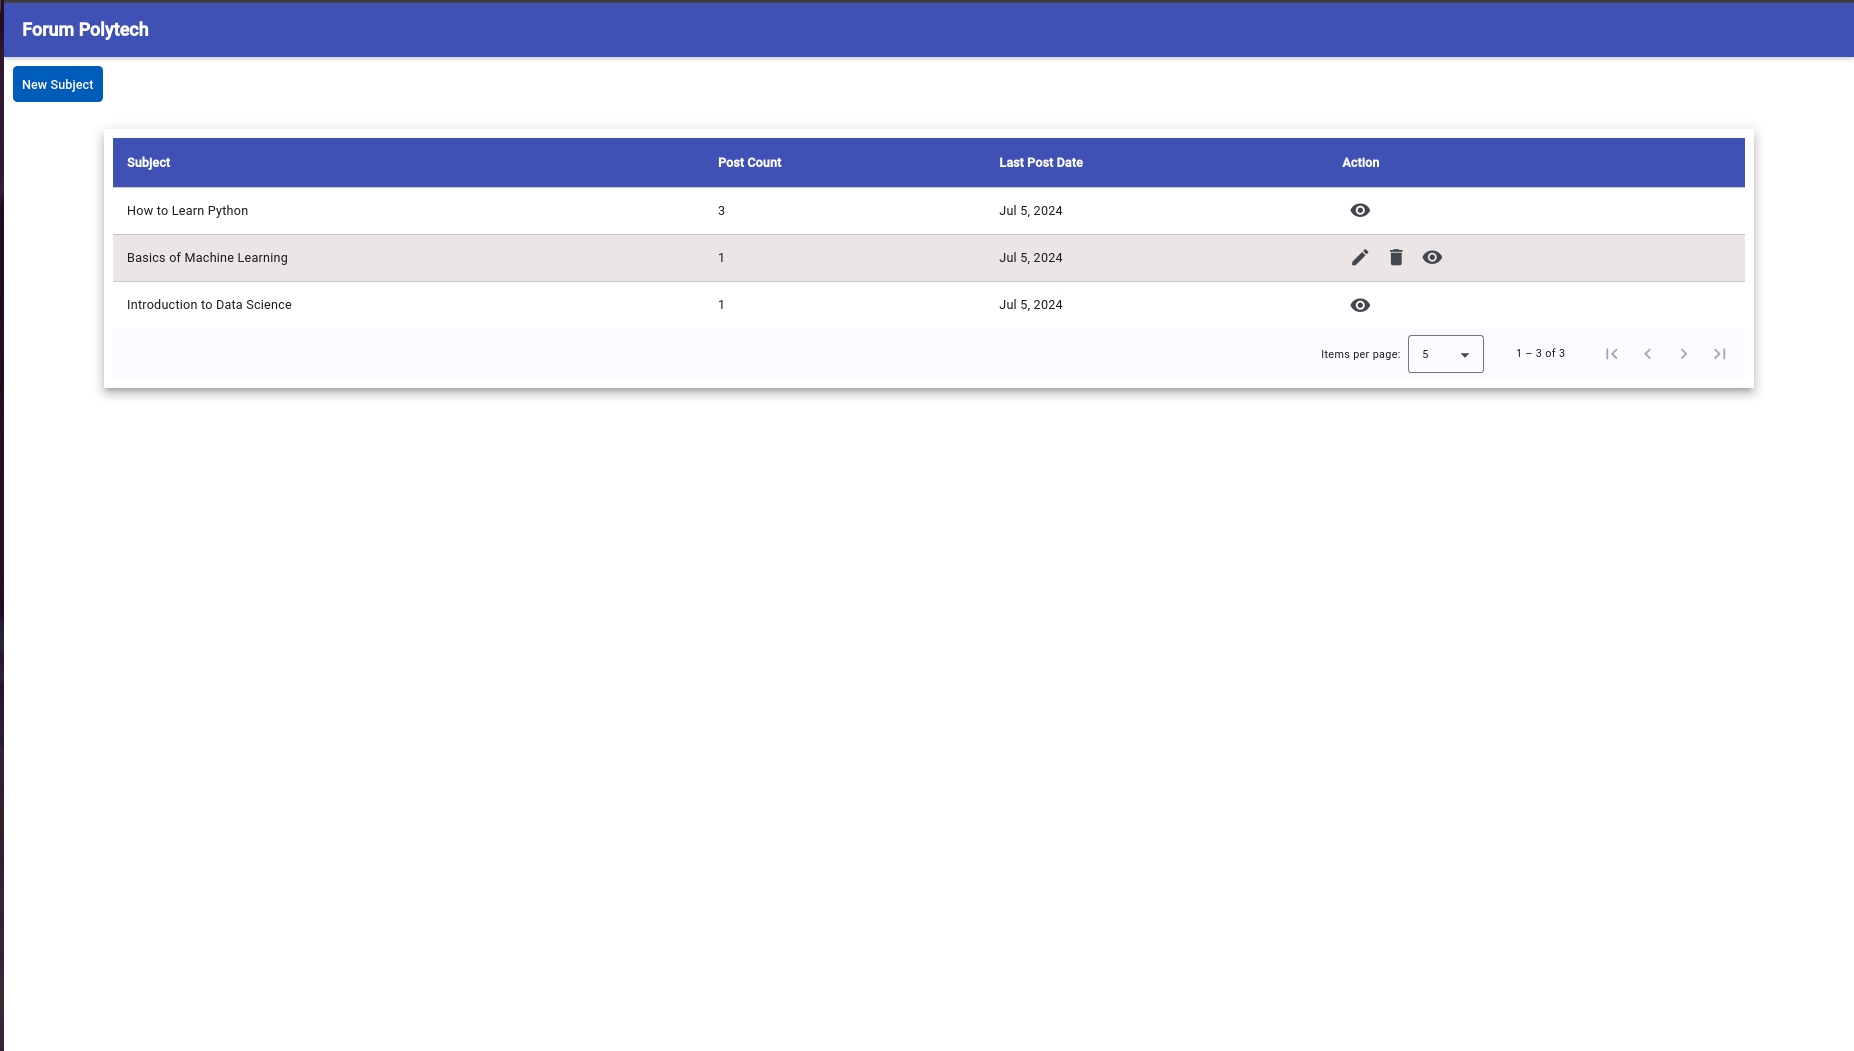 Forum Polytech
New Subject
Subject Post Count Last Post Date Action
How to Learn Python 3 Jul 5, 2024
Basics of Machine Learning 1 Jul 5, 2024
Introduction to Data Science 1 Jul 5, 2024
Items per page: 5 1 – 3 of 3